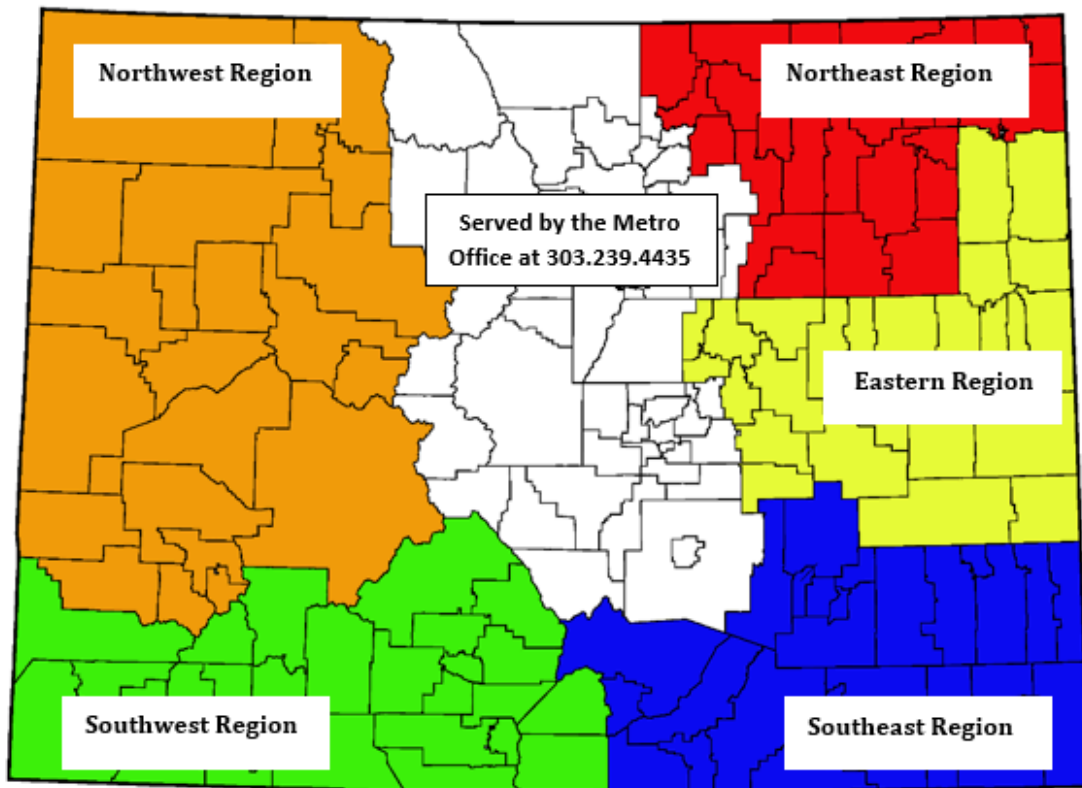 Northwest Region
Northeast Region
Served by the Metro
Office at 303.239.4435
Eastern Region
Southwest Region
Southeast Region